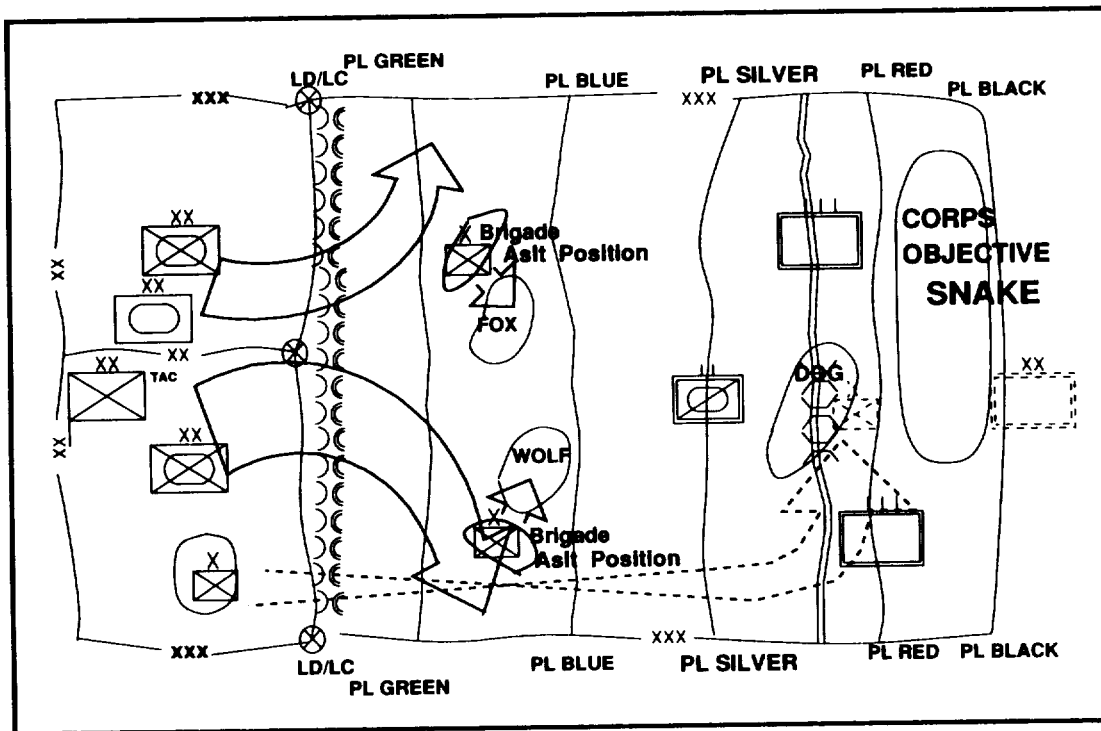 PL GREEN
LD/LC
PL BLUE
PL SILVER
PL RED
PL BLACK
XXX
XXX
XX
XX
X
Brigade
Aslt Position
CORPS
OBJECTIVE
SNAKE
XX
XX
FOX
XX
XX
TAC
DOG
XX
XX
XX
WOLF
X
Brigade
Aslt Position
X
XXX
XXX
LD/LC
PL GREEN
PL BLUE
PL SILVER
PL RED
PL BLACK